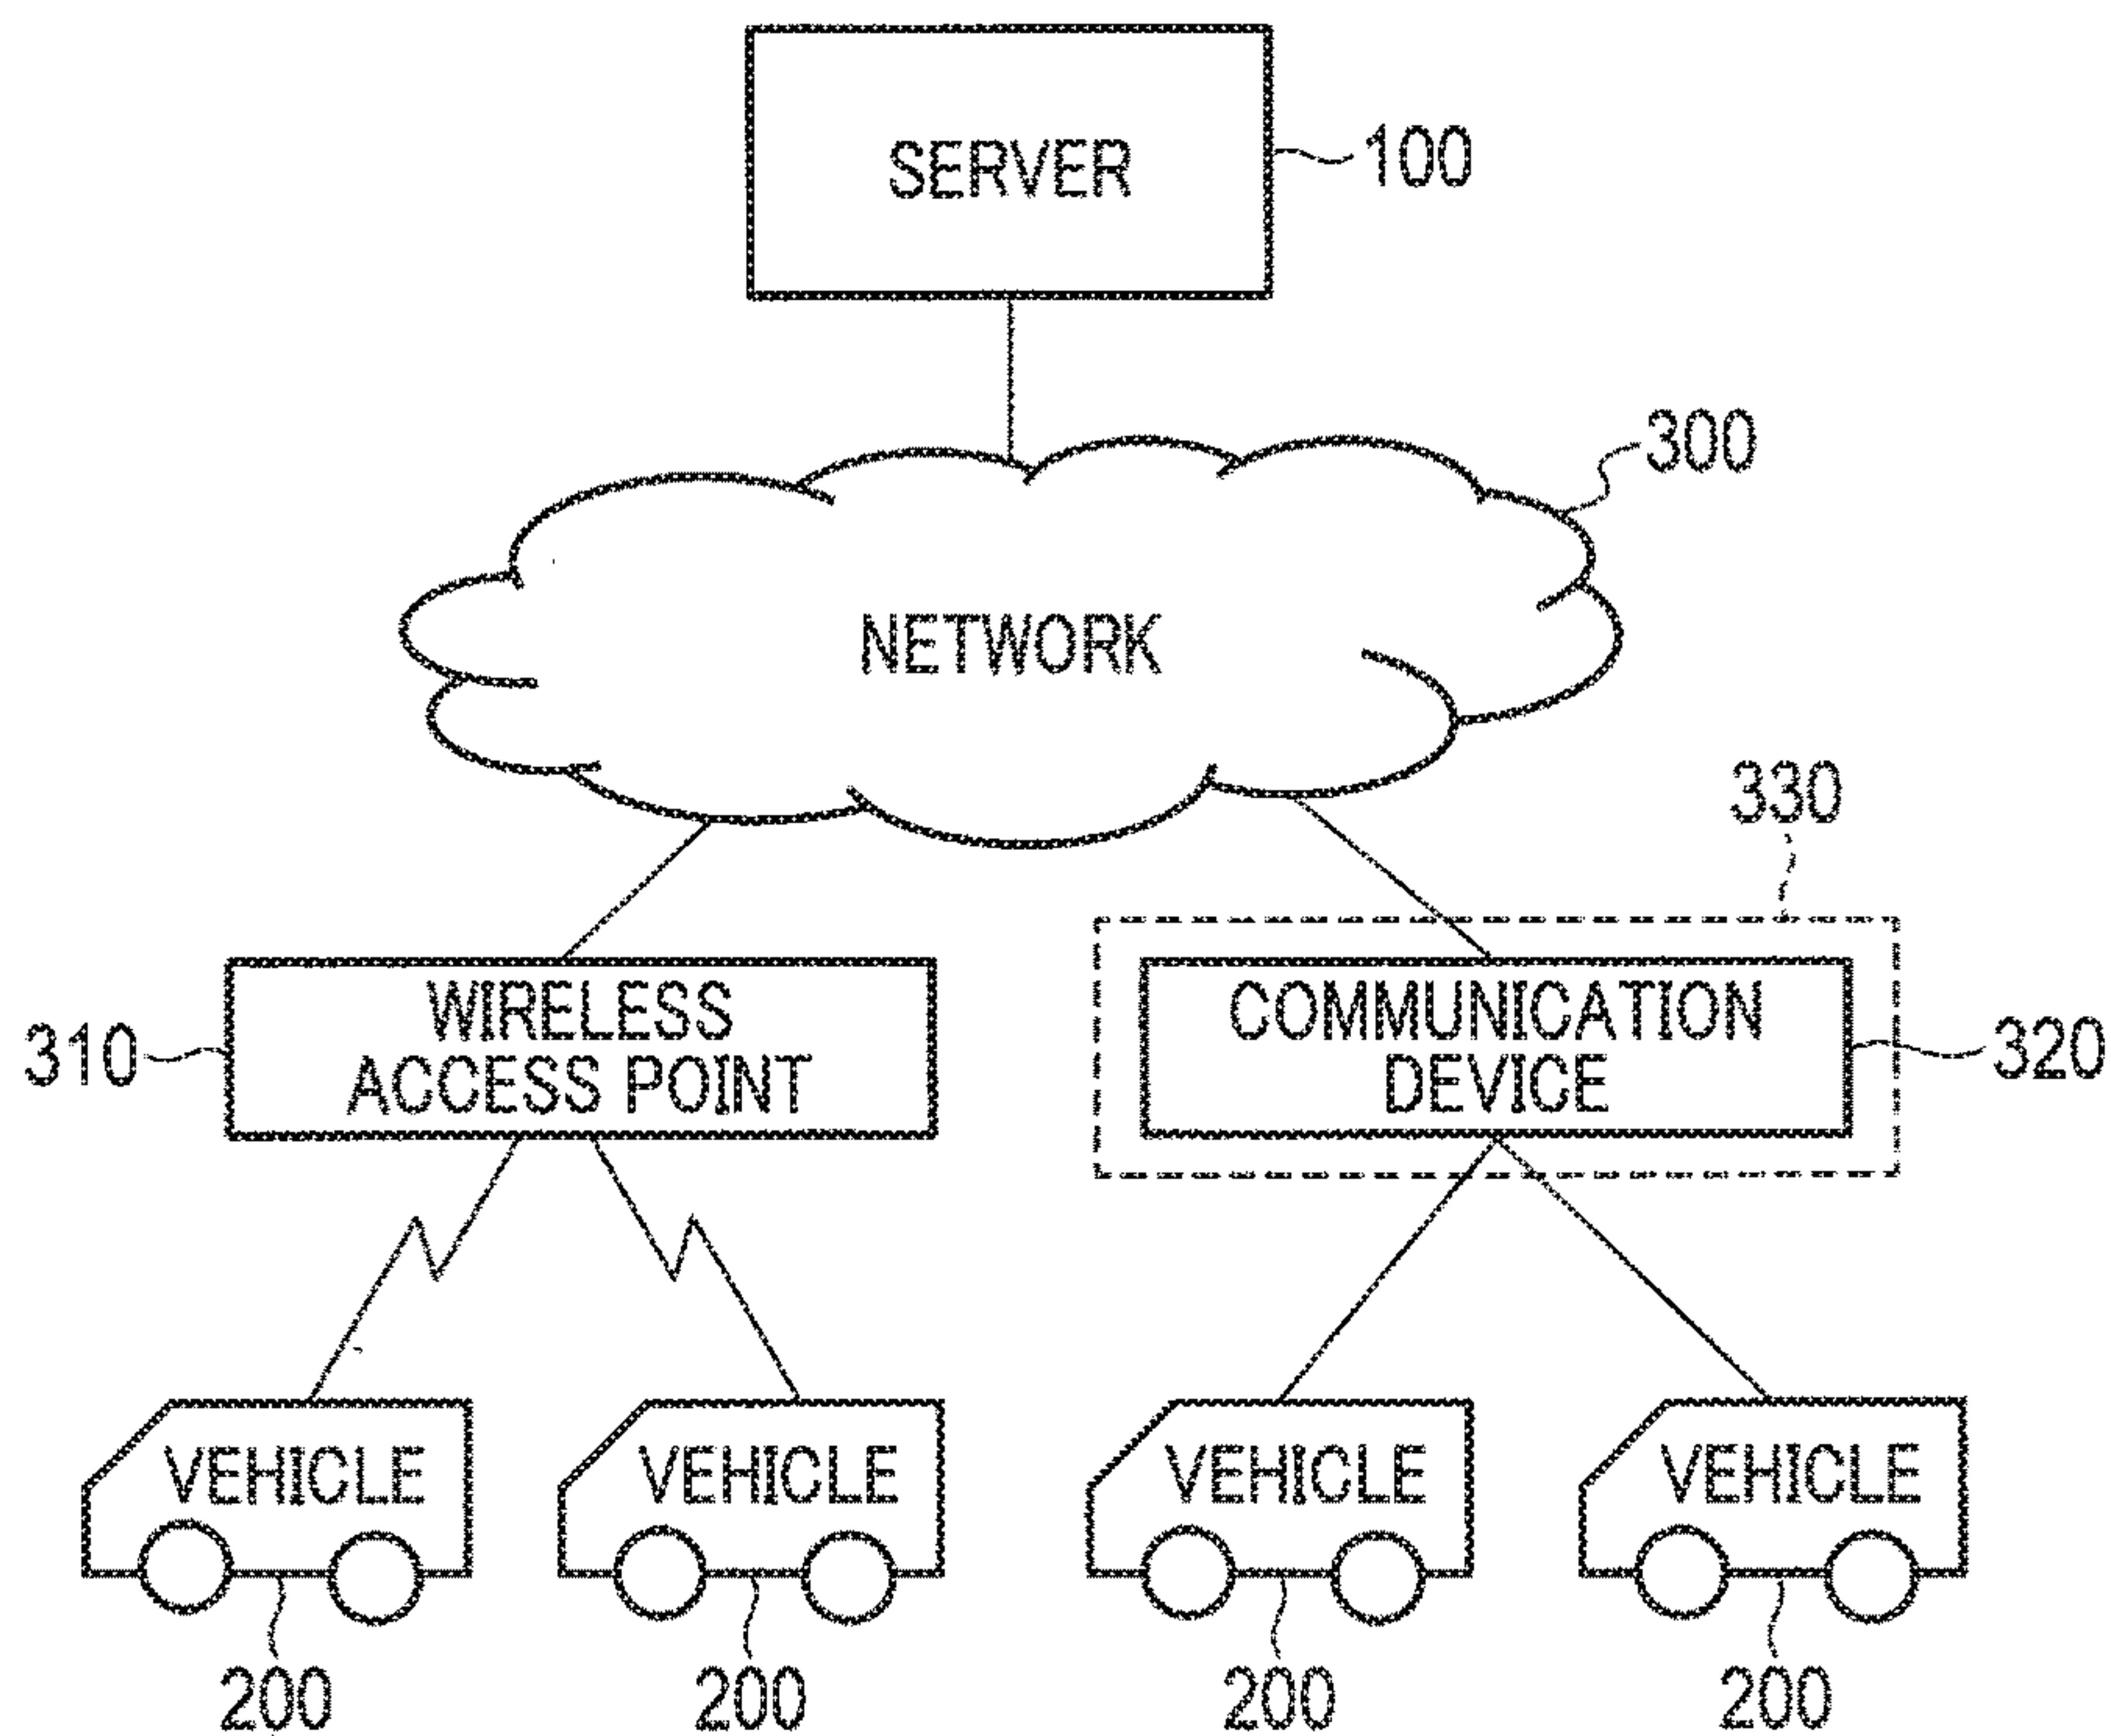 SERVER
100
300
NETWORK
330
WIRELESS
ACCESS POINT
310
COMMUNICATION
DEVICE
320
VEHICLE
VEHICLE
VEHICLE
VEHICLE
200
200
200
200